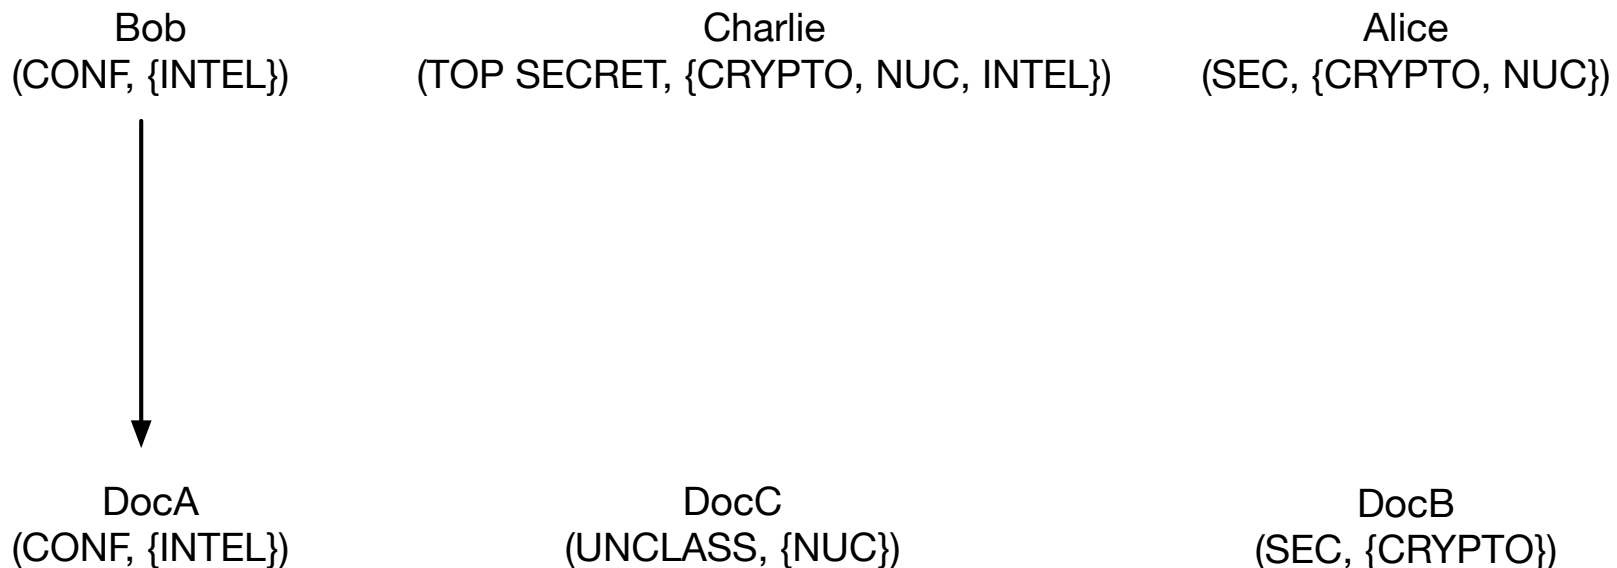 Bob
(CONF, {INTEL})
Charlie
(TOP SECRET, {CRYPTO, NUC, INTEL})
Alice
(SEC, {CRYPTO, NUC})
DocA
(CONF, {INTEL})
DocC
(UNCLASS, {NUC})
DocB
(SEC, {CRYPTO})